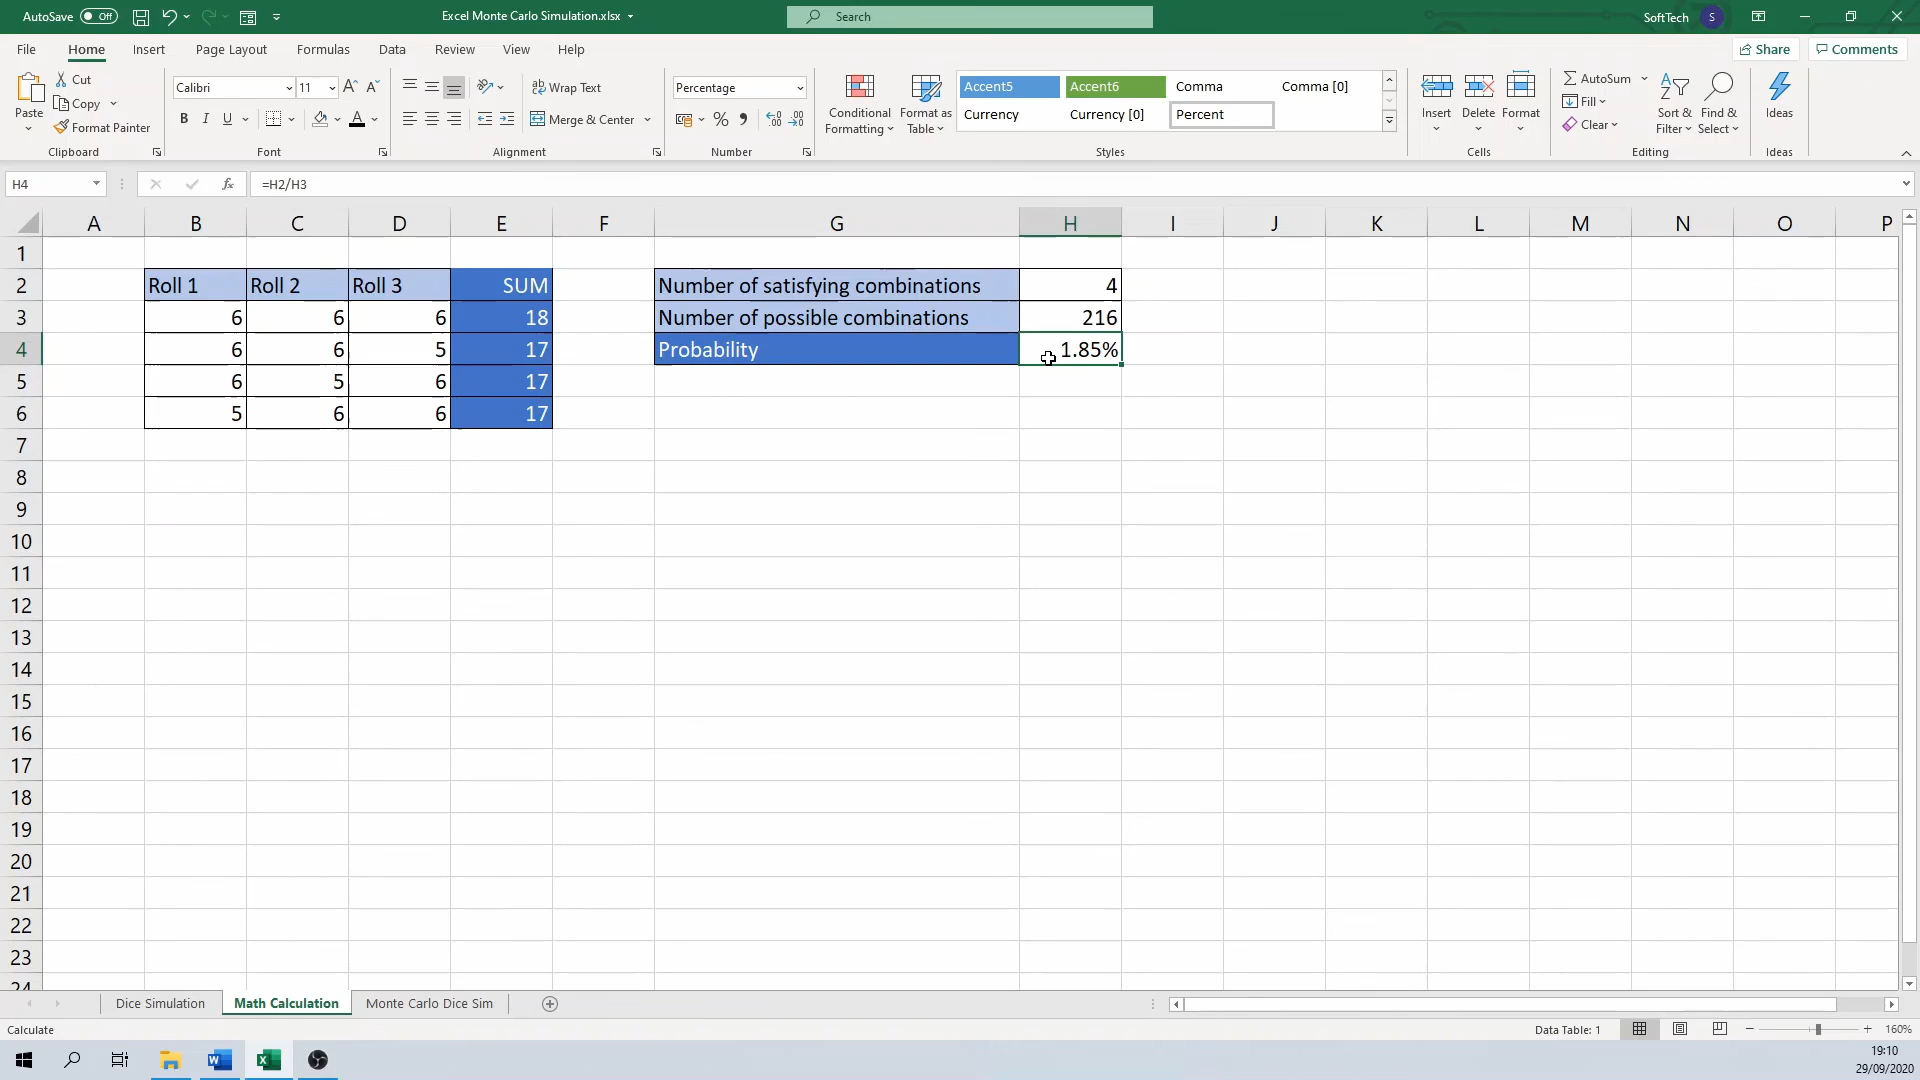 AutoSave Off Excel Monte Carlo Simulation.xlsx Search SoftTech S
File Home Insert Page Layout Formulas Data Review View Help Share Comments
Paste Cut Copy Format Painter Clipboard
Calibri 11 B I U A Font
Wrap Text Merge & Center Alignment
Percentage % Number
Conditional Formatting Format as Table
Accent5 Accent6 Comma Comma [0]
Currency Currency [0] Percent
Styles
Insert Delete Format Cells
AutoSum Fill Clear Sort & Filter Find & Select Editing
Ideas Ideas
H4 fx =H2/H3
A B C D E F G H I J K L M N O P
1
2 Roll 1 Roll 2 Roll 3 SUM Number of satisfying combinations 4
3 6 6 6 18 Number of possible combinations 216
4 6 6 5 17 Probability 1.85%
5 6 5 6 17
6 5 6 6 17
7
8
9
10
11
12
13
14
15
16
17
18
19
20
21
22
23
24
Dice Simulation Math Calculation Monte Carlo Dice Sim
Calculate Data Table: 1 160%
19:10
29/09/2020